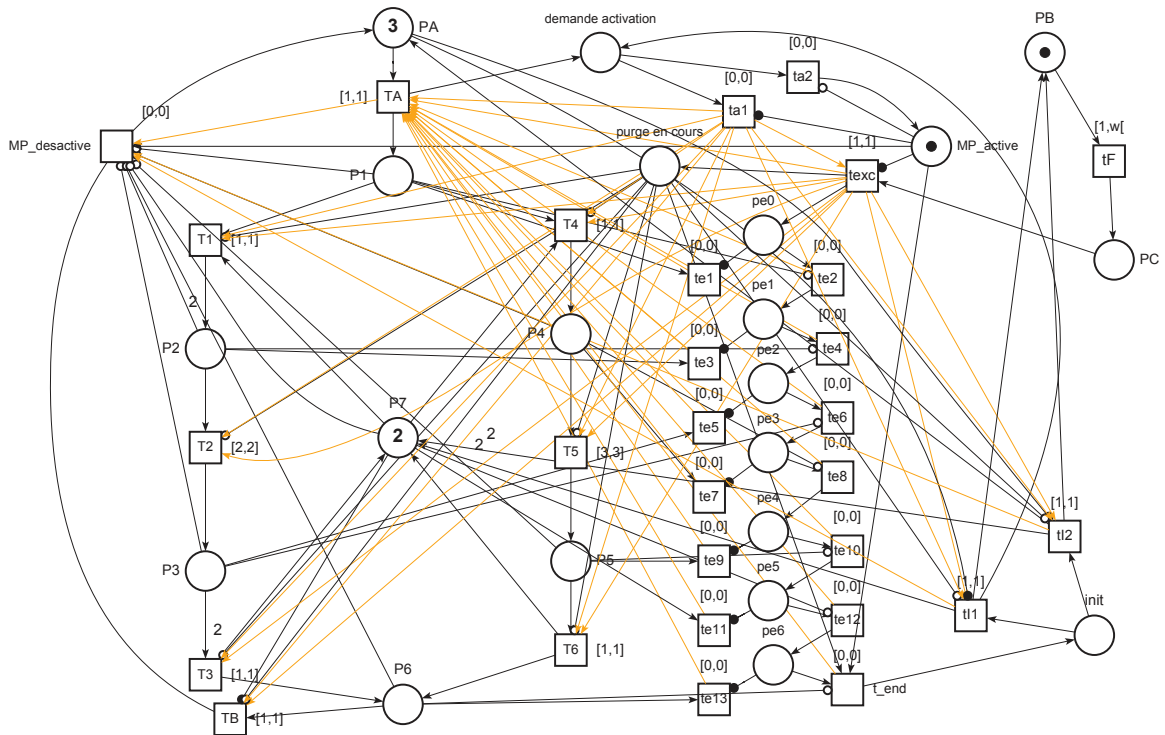 demande activation
PB
3
PA
[0,0]
ta2
[0,0]
[1,1]
TA
[0,0]
ta1
[1,w[
tF
MP_desactive
purge en cours
[1,1]
MP_active
texc
P1
pe0
T1
[1,1]
T4
[1,1]
[0,0]
[0,0]
PC
te1
te2
pe1
2
[0,0]
[0,0]
P2
P4
te3
te4
pe2
[0,0]
[0,0]
P7
te5
te6
pe3
T2
[2,2]
2
2
2
T5
[3,3]
[0,0]
[0,0]
te7
te8
pe4
[1,1]
[0,0]
[0,0]
tI2
P3
P5
te9
te10
pe5
[1,1]
[0,0]
[0,0]
tI1
init
te11
te12
pe6
2
T3
[1,1]
T6
[1,1]
[0,0]
[0,0]
P6
te13
t_end
TB
[1,1]